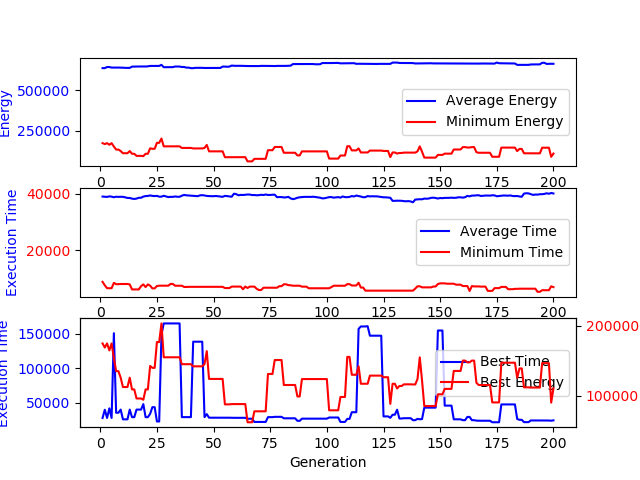 Energy
500000
250000
Average Energy
Minimum Energy
0 25 50 75 100 125 150 175 200
Execution Time
40000
20000
Average Time
Minimum Time
0 25 50 75 100 125 150 175 200
Execution Time
150000
100000
50000
Best Time
Best Energy
200000
100000
0 25 50 75 100 125 150 175 200
Generation